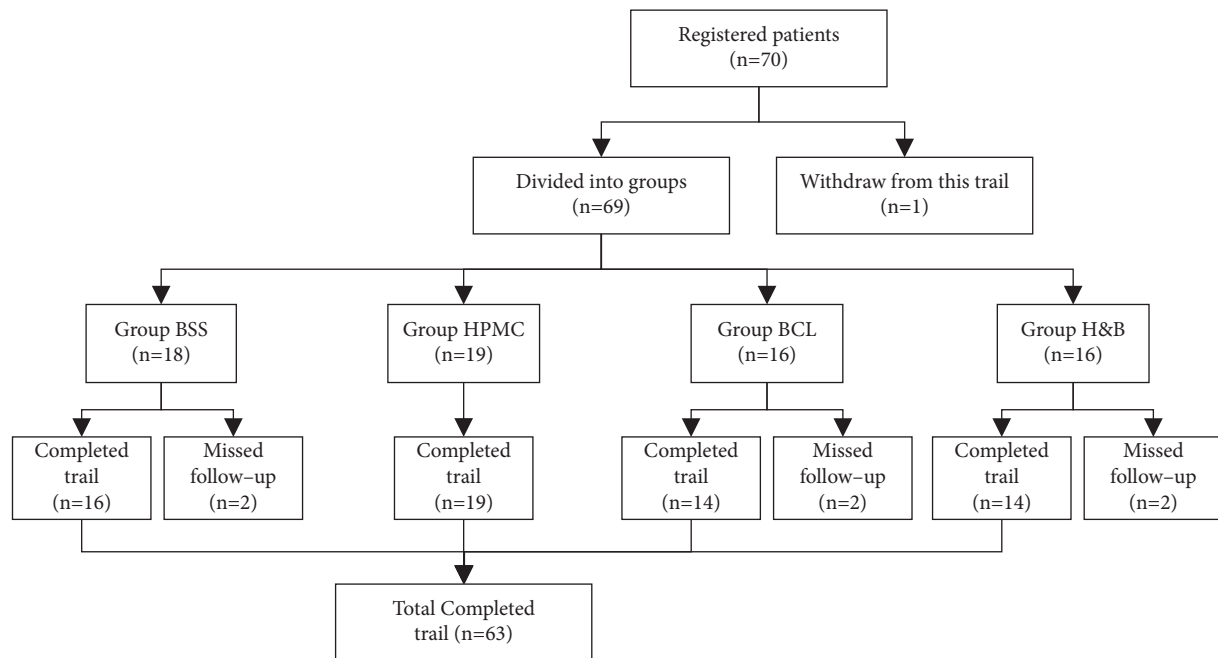 Registered patients
(n=70)
Divided into groups
(n=69)
Withdraw from this trail
(n=1)
Group BSS
(n=18)
Group HPMC
(n=19)
Group BCL
(n=16)
Group H&B
(n=16)
Completed
trail
(n=16)
Missed
follow–up
(n=2)
Completed
trail
(n=19)
Completed
trail
(n=14)
Missed
follow–up
(n=2)
Completed
trail
(n=14)
Missed
follow–up
(n=2)
Total Completed
trail (n=63)